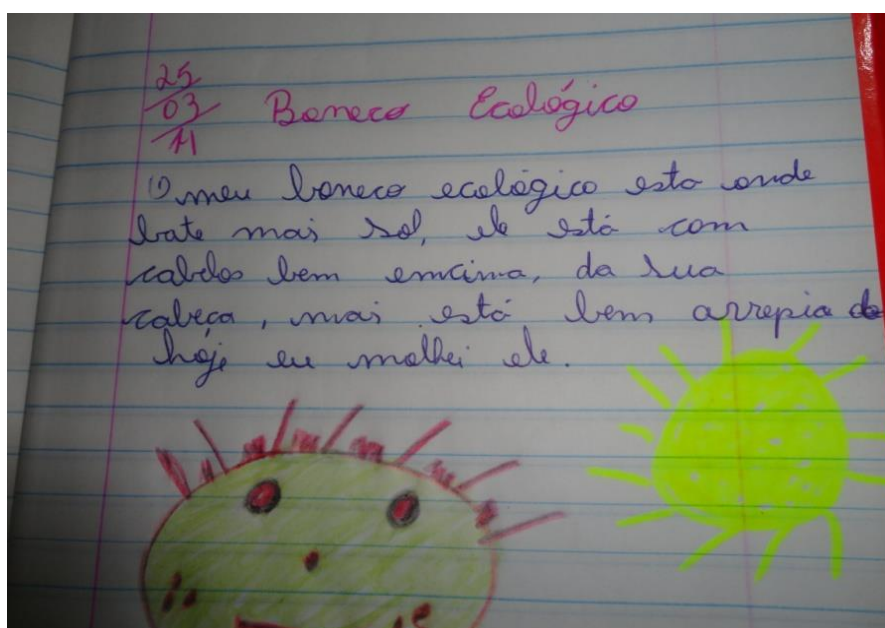 25
03 Boneco Ecológico
11
O meu boneco ecológico esta onde
bate mais sol, ele está com
cabelos bem emcima, da sua
cabeça, mais está bem arrepiado
hoje eu molhei ele.